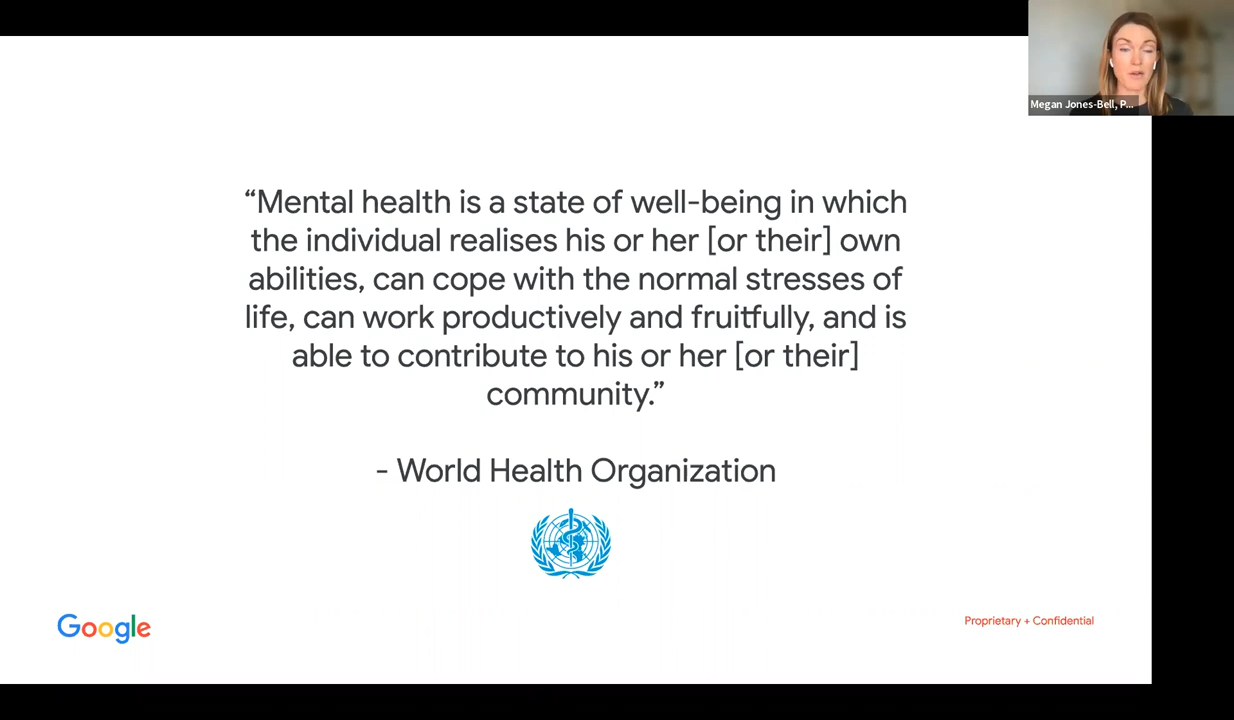 Megan Jones-Bell, P...
“Mental health is a state of well-being in which
the individual realises his or her [or their] own
abilities, can cope with the normal stresses of
life, can work productively and fruitfully, and is
able to contribute to his or her [or their]
community.”
- World Health Organization
Google
Proprietary + Confidential